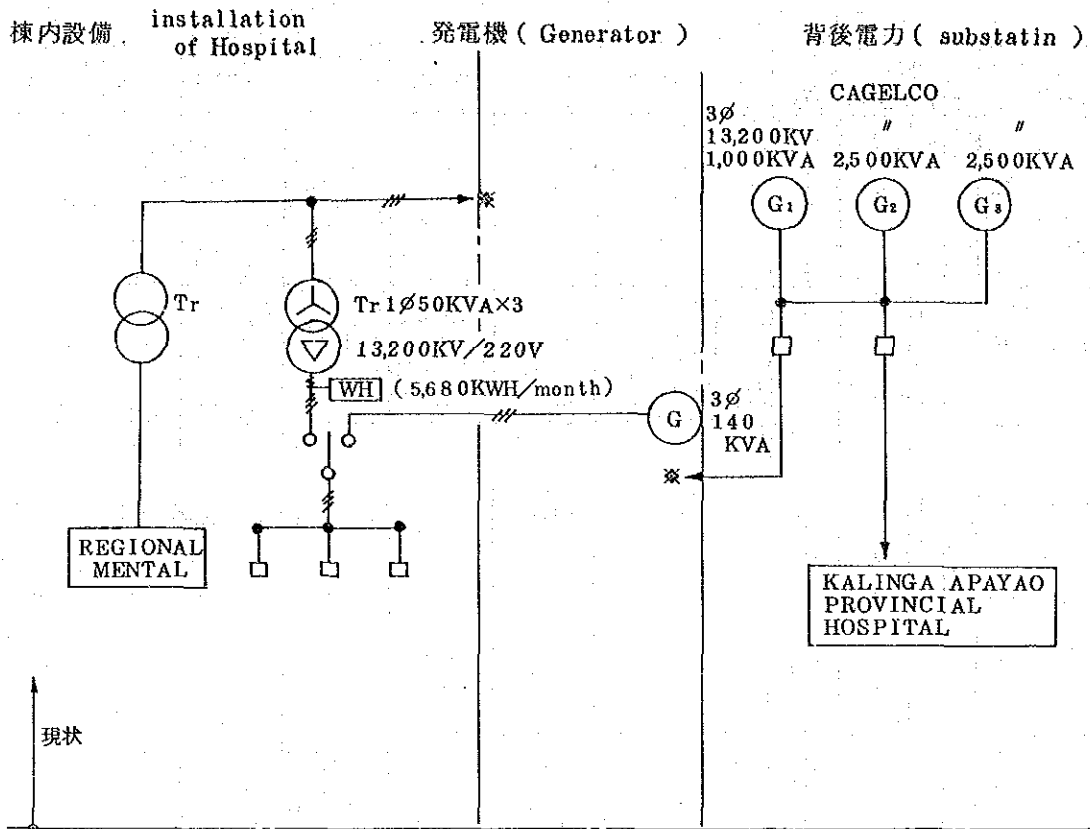 棟内設備 installation
of Hospital
発電機 ( Generator )
背後電力 ( substatin )
CAGELCO
3∅ 〃 〃
13,200KV
1,000KVA 2,500KVA 2,500KVA
G₁ G₂ G₃
※
Tr
Tr 1∅50KVA×3
13,200KV/220V
WH (5,680KWH/month)
G
3∅
140
KVA
※
REGIONAL
MENTAL
KALINGA APAYAO
PROVINCIAL
HOSPITAL
現状